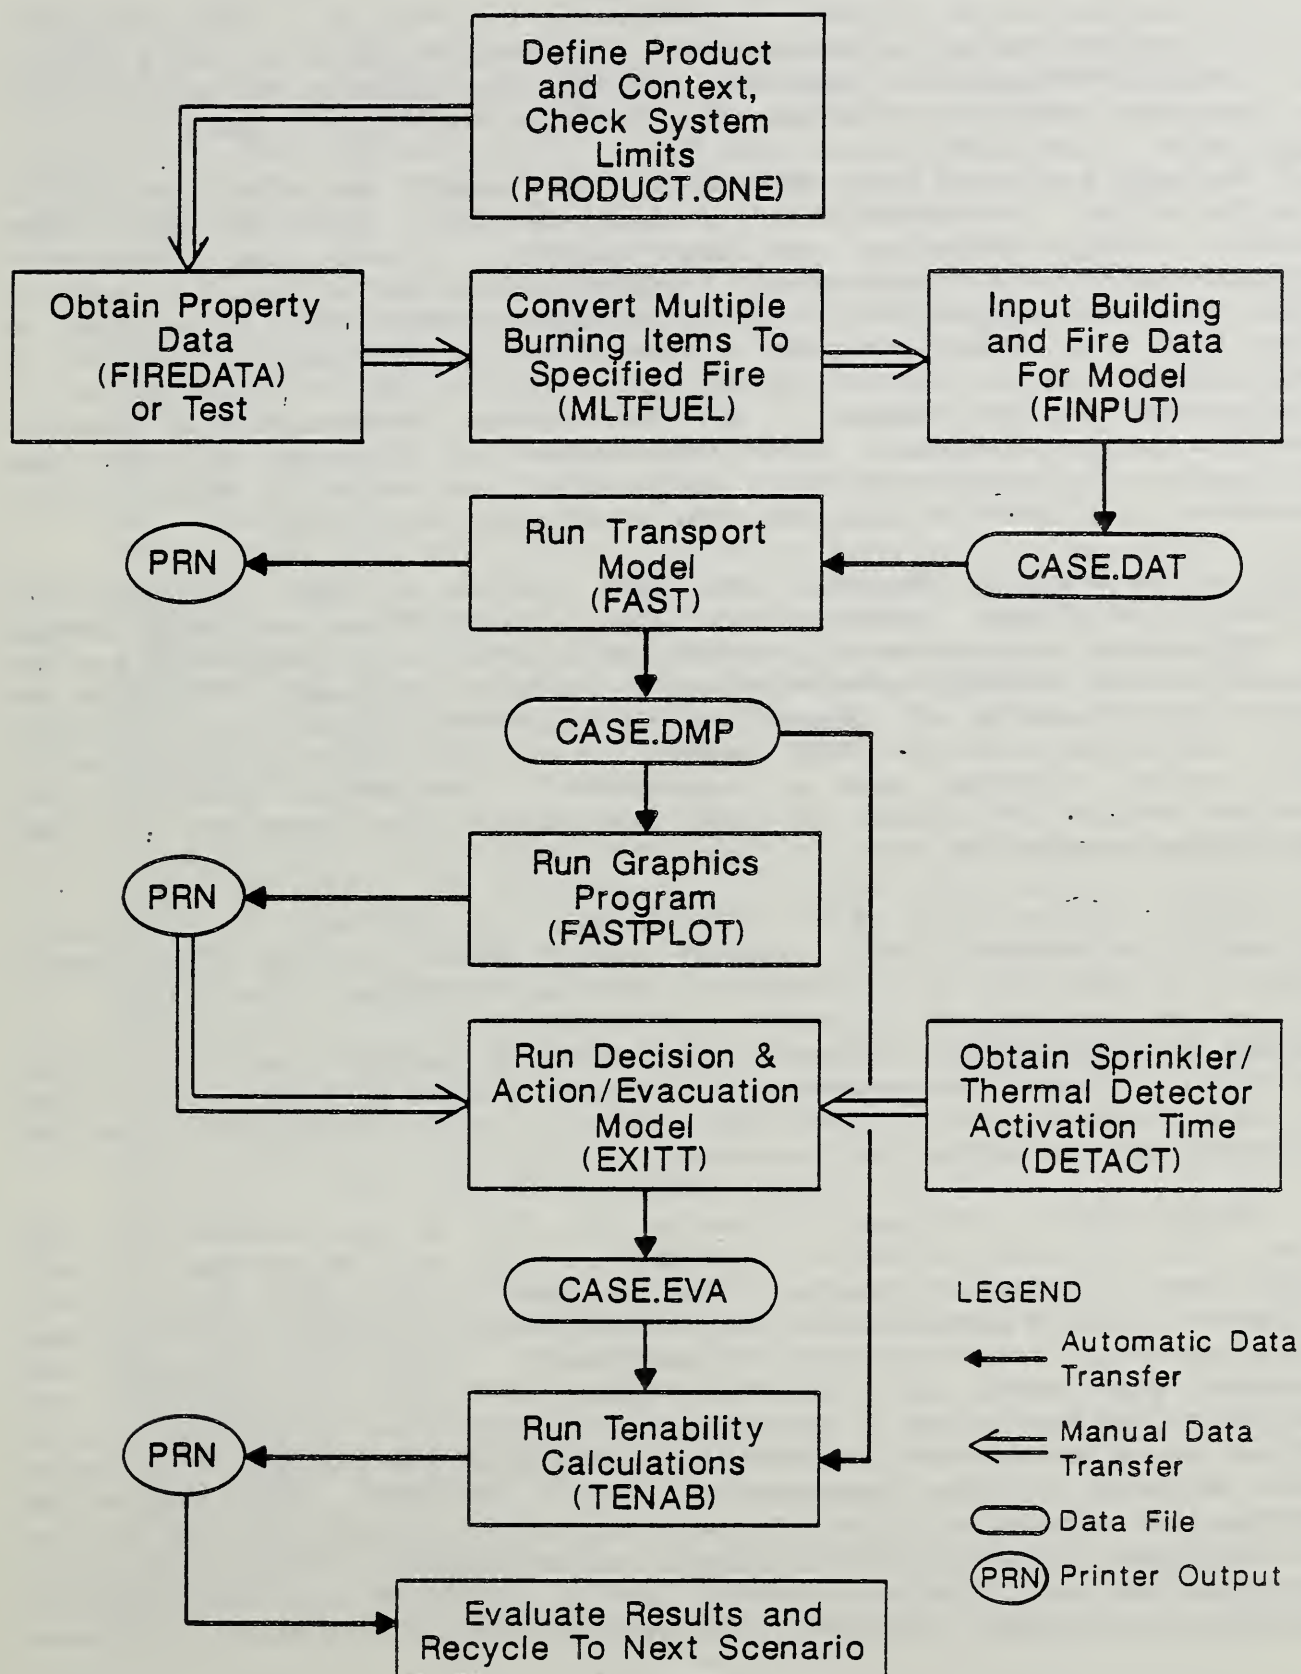 Define Product
and Context,
Check System
Limits
(PRODUCT.ONE)
Obtain Property
Data
(FIREDATA)
or Test
Convert Multiple
Burning Items To
Specified Fire
(MLTFUEL)
Input Building
and Fire Data
For Model
(FINPUT)
PRN
Run Transport
Model
(FAST)
CASE.DAT
CASE.DMP
PRN
Run Graphics
Program
(FASTPLOT)
Run Decision &
Action/Evacuation
Model
(EXITT)
Obtain Sprinkler/
Thermal Detector
Activation Time
(DETACT)
CASE.EVA
PRN
Run Tenability
Calculations
(TENAB)
Evaluate Results and
Recycle To Next Scenario
LEGEND
Automatic Data
Transfer
Manual Data
Transfer
Data File
PRN Printer Output